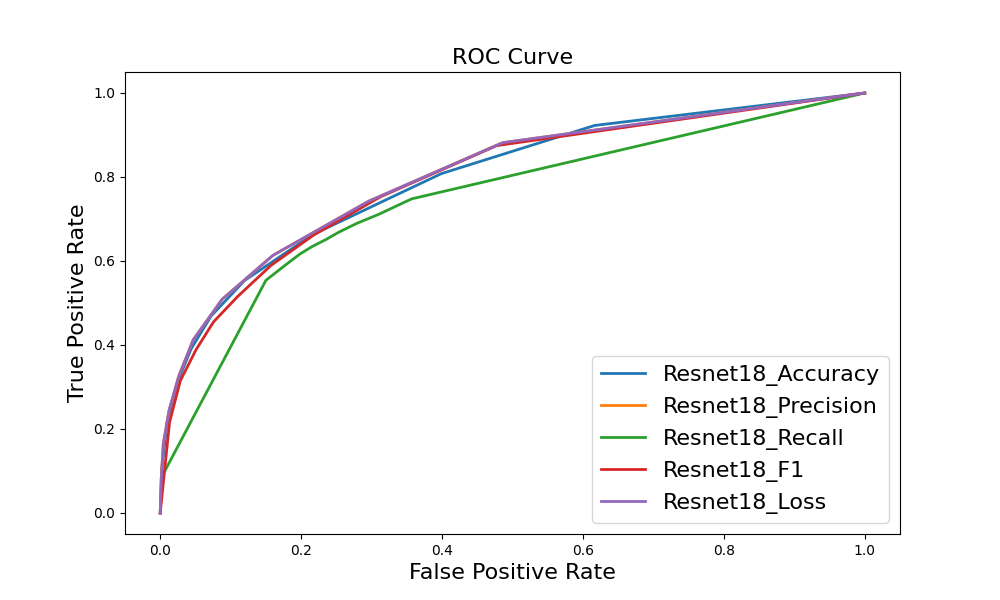 ROC Curve
1.0
0.8
0.6
0.4
0.2
0.0
True Positive Rate
Resnet18_Accuracy
Resnet18_Precision
Resnet18_Recall
Resnet18_F1
Resnet18_Loss
0.0 0.2 0.4 0.6 0.8 1.0
False Positive Rate